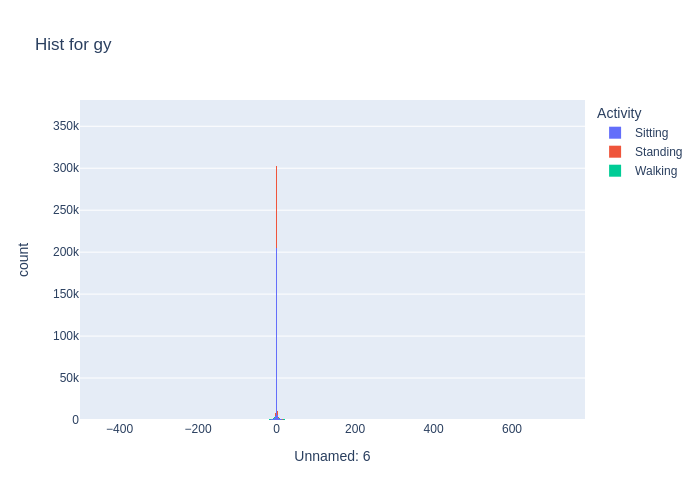 Hist for gy
Activity
Sitting
Standing
Walking
count
350k
300k
250k
200k
150k
100k
50k
0
−400
−200
0
200
400
600
Unnamed: 6